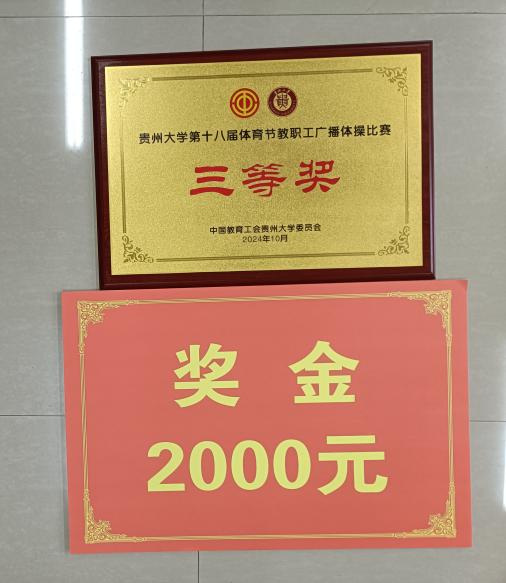 贵州大学第十八届体育节教职工广播体操比赛
三等奖
中国教育工会贵州大学委员会
2024年10月
奖金
2000元